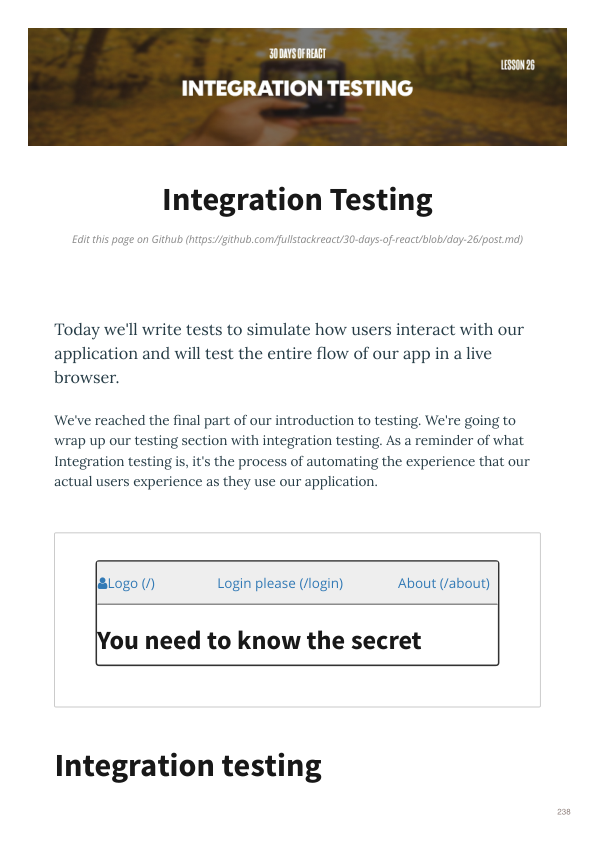 30 DAYS OF REACT
LESSON 26
INTEGRATION TESTING
Integration Testing
Edit this page on Github (https://github.com/fullstackreact/30-days-of-react/blob/day-26/post.md)
Today we'll write tests to simulate how users interact with our
application and will test the entire flow of our app in a live
browser.
We've reached the final part of our introduction to testing. We're going to
wrap up our testing section with integration testing. As a reminder of what
Integration testing is, it's the process of automating the experience that our
actual users experience as they use our application.
Logo (/) Login please (/login) About (/about)
You need to know the secret
Integration testing
238